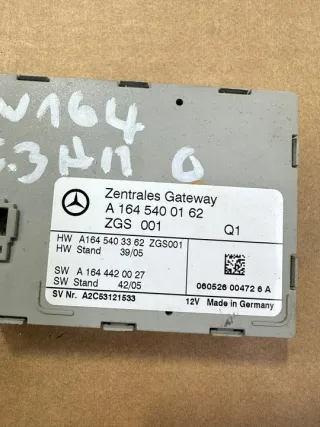 W164
Zentrales Gateway
A 164 540 01 62
ZGS 001 Q1
HW A164 540 33 62 ZGS001
HW Stand 39/05
SW A 164 442 00 27
SW Stand 42/05
SV Nr. A2C53121533
060526 00472 6 A
12V Made in Germany